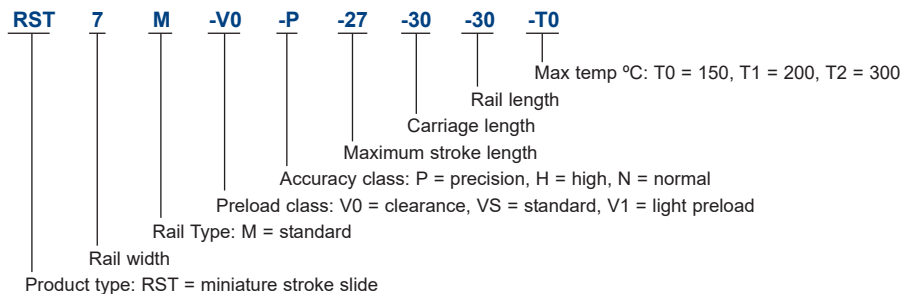 RST 7 M -V0 -P -27 -30 -30 -T0
Max temp ºC: T0 = 150, T1 = 200, T2 = 300
Rail length
Carriage length
Maximum stroke length
Accuracy class: P = precision, H = high, N = normal
Preload class: V0 = clearance, VS = standard, V1 = light preload
Rail Type: M = standard
Rail width
Product type: RST = miniature stroke slide